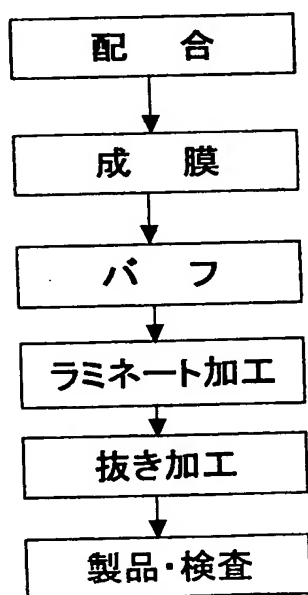 配 合
成 膜
バ フ
ラミネート加工
抜き加工
製品・検査